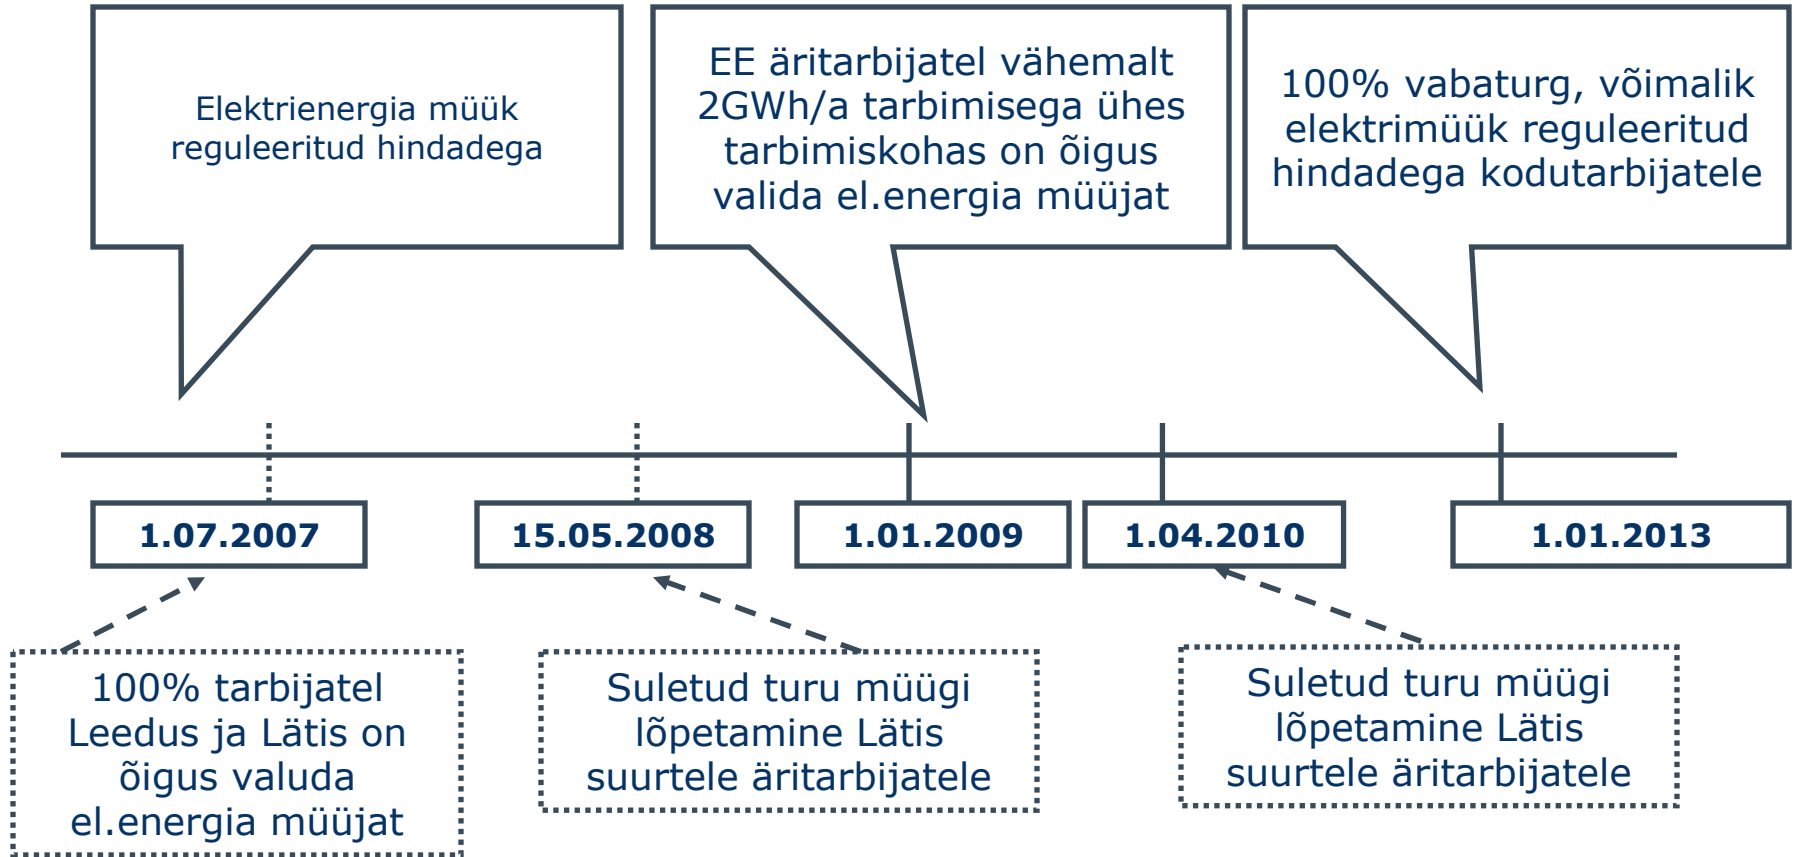 Elektrienergia müük
reguleeritud hindadega
EE äritarbijatel vähemalt
2GWh/a tarbimisega ühes
tarbimiskohas on õigus
valida el.energia müüjat
100% vabaturg, võimalik
elektrimüük reguleeritud
hindadega kodutarbijatele
1.07.2007
15.05.2008
1.01.2009
1.04.2010
1.01.2013
100% tarbijatel
Leedus ja Lätis on
õigus valuda
el.energia müüjat
Suletud turu müügi
lõpetamine Lätis
suurtele äritarbijatele
Suletud turu müügi
lõpetamine Lätis
suurtele äritarbijatele